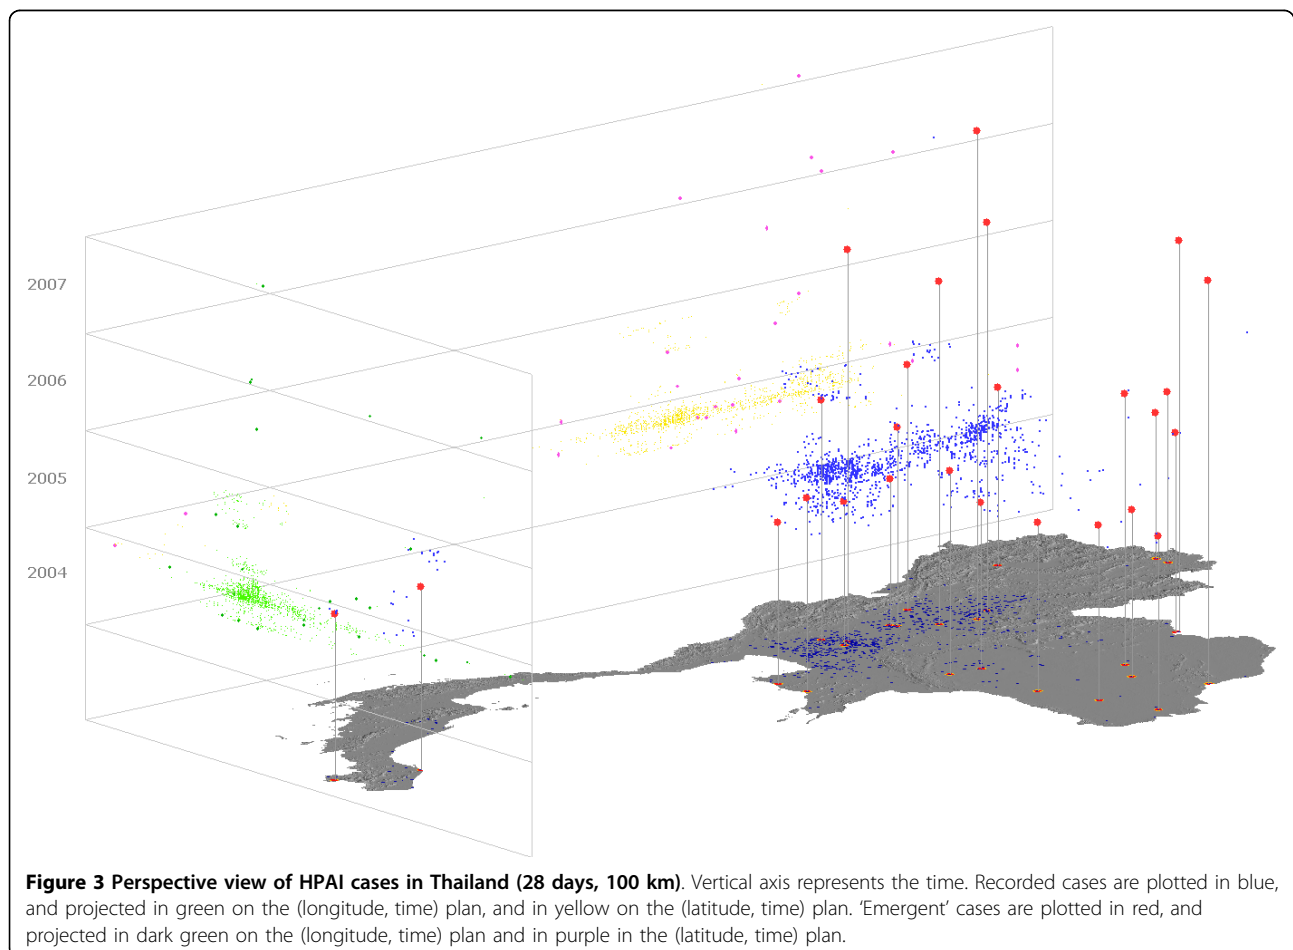 2007
2006
2005
2004
Figure 3 Perspective view of HPAI cases in Thailand (28 days, 100 km). Vertical axis represents the time. Recorded cases are plotted in blue,
and projected in green on the (longitude, time) plan, and in yellow on the (latitude, time) plan. ‘Emergent’ cases are plotted in red, and
projected in dark green on the (longitude, time) plan and in purple in the (latitude, time) plan.